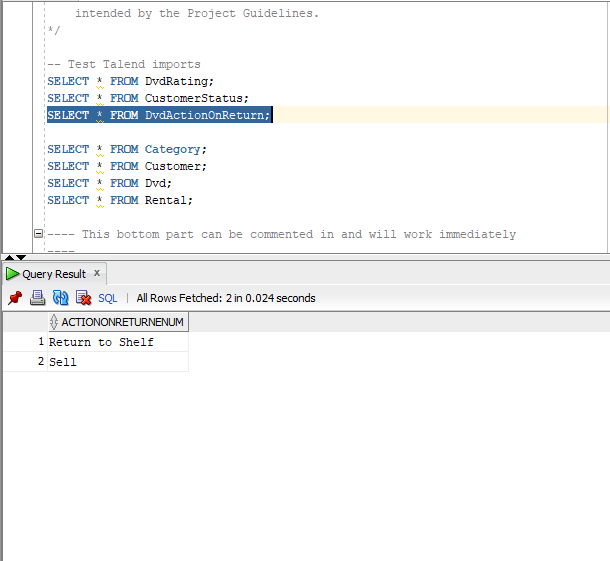 intended by the Project Guidelines.
*/
-- Test Talend imports
SELECT * FROM DvdRating;
SELECT * FROM CustomerStatus;
SELECT * FROM DvdActionOnReturn;
SELECT * FROM Category;
SELECT * FROM Customer;
SELECT * FROM Dvd;
SELECT * FROM Rental;
---- This bottom part can be commented in and will work immediately
----
Query Result x
SQL | All Rows Fetched: 2 in 0.024 seconds
ACTIONONRETURNENUM
1 Return to Shelf
2 Sell